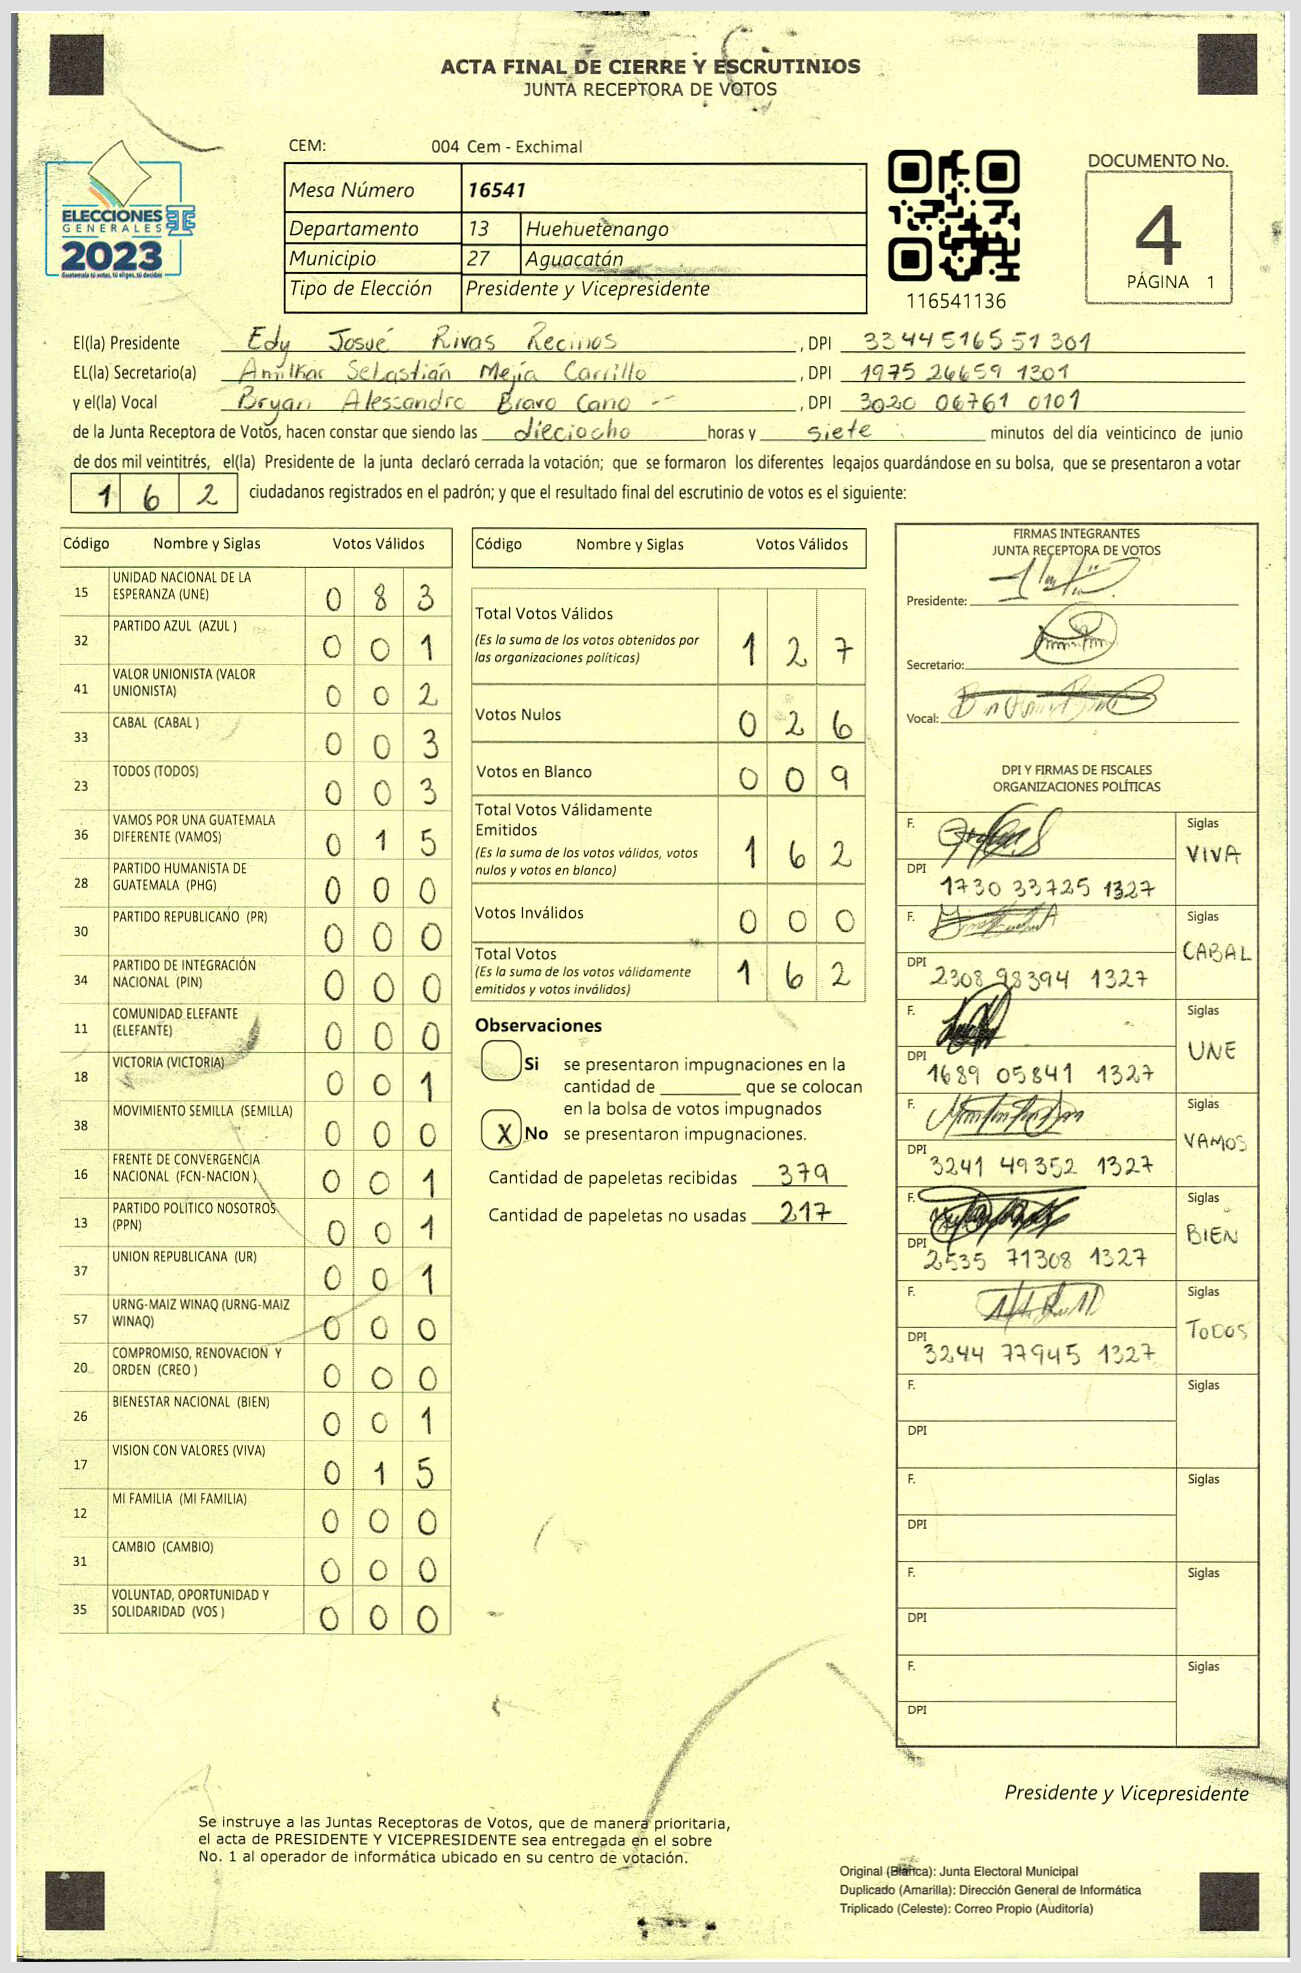 ACTA FINAL DE CIERRE Y ESCRUTINIOS
JUNTA RECEPTORA DE VOTOS
ELECCIONES
GENERALES
2023
Guatemala tú votas, tú eliges, tú decides
CEM: 004 Cem - Exchimal
Mesa Número 16541
Departamento 13 Huehuetenango
Municipio 27 Aguacatán
Tipo de Elección Presidente y Vicepresidente
116541136
DOCUMENTO No.
4
PÁGINA 1
El(la) Presidente Edy Josué Rivas Recinos, DPI 33445165 51 301
EL(la) Secretario(a) Amilkar Sebastián Mejía Carrillo, DPI 1975 26659 1301
y el(la) Vocal Bryan Alessandro Bravo Cano --, DPI 3020 06761 0101
de la Junta Receptora de Votos, hacen constar que siendo las dieciocho horas y siete minutos del día veinticinco de junio
de dos mil veintitrés, el(la) Presidente de la junta declaró cerrada la votación; que se formaron los diferentes legajos guardándose en su bolsa, que se presentaron a votar
1 6 2 ciudadanos registrados en el padrón; y que el resultado final del escrutinio de votos es el siguiente:
Código Nombre y Siglas Votos Válidos
15 UNIDAD NACIONAL DE LA
ESPERANZA (UNE) 0 8 3
32 PARTIDO AZUL (AZUL ) 0 0 1
41 VALOR UNIONISTA (VALOR
UNIONISTA) 0 0 2
33 CABAL (CABAL ) 0 0 3
23 TODOS (TODOS) 0 0 3
36 VAMOS POR UNA GUATEMALA
DIFERENTE (VAMOS) 0 1 5
28 PARTIDO HUMANISTA DE
GUATEMALA (PHG) 0 0 0
30 PARTIDO REPUBLICANO (PR) 0 0 0
34 PARTIDO DE INTEGRACIÓN
NACIONAL (PIN) 0 0 0
11 COMUNIDAD ELEFANTE
(ELEFANTE) 0 0 0
18 VICTORIA (VICTORIA) 0 0 1
38 MOVIMIENTO SEMILLA (SEMILLA) 0 0 0
16 FRENTE DE CONVERGENCIA
NACIONAL (FCN-NACION ) 0 0 1
13 PARTIDO POLÍTICO NOSOTROS
(PPN) 0 0 1
37 UNION REPUBLICANA (UR) 0 0 1
57 URNG-MAIZ WINAQ (URNG-MAIZ
WINAQ) 0 0 0
20 COMPROMISO, RENOVACION Y
ORDEN (CREO ) 0 0 0
26 BIENESTAR NACIONAL (BIEN) 0 0 1
17 VISION CON VALORES (VIVA) 0 1 5
12 MI FAMILIA (MI FAMILIA) 0 0 0
31 CAMBIO (CAMBIO) 0 0 0
35 VOLUNTAD, OPORTUNIDAD Y
SOLIDARIDAD (VOS ) 0 0 0
Código Nombre y Siglas Votos Válidos
Total Votos Válidos
(Es la suma de los votos obtenidos por
las organizaciones políticas) 1 2 7
Votos Nulos 0 2 6
Votos en Blanco 0 0 9
Total Votos Válidamente
Emitidos
(Es la suma de los votos válidos, votos
nulos y votos en blanco) 1 6 2
Votos Inválidos 0 0 0
Total Votos
(Es la suma de los votos válidamente
emitidos y votos inválidos) 1 6 2
Observaciones
Si se presentaron impugnaciones en la
cantidad de ________ que se colocan
en la bolsa de votos impugnados
X No se presentaron impugnaciones.
Cantidad de papeletas recibidas 379
Cantidad de papeletas no usadas 217
FIRMAS INTEGRANTES
JUNTA RECEPTORA DE VOTOS
Presidente:
Secretario:
Vocal:
DPI Y FIRMAS DE FISCALES
ORGANIZACIONES POLÍTICAS
F. Siglas
VIVA
DPI 1730 33725 1327
F. Siglas
CABAL
DPI 2308 98394 1327
F. Siglas
UNE
DPI 1689 05841 1327
F. Siglas
VAMOS
DPI 3241 49352 1327
F. Siglas
BIEN
DPI 2535 71308 1327
F. Siglas
TODOS
DPI 3244 77945 1327
F. Siglas
DPI
F. Siglas
DPI
F. Siglas
DPI
F. Siglas
DPI
Presidente y Vicepresidente
Se instruye a las Juntas Receptoras de Votos, que de manera prioritaria,
el acta de PRESIDENTE Y VICEPRESIDENTE sea entregada en el sobre
No. 1 al operador de informática ubicado en su centro de votación.
Original (Blanca): Junta Electoral Municipal
Duplicado (Amarilla): Dirección General de Informática
Triplicado (Celeste): Correo Propio (Auditoría)